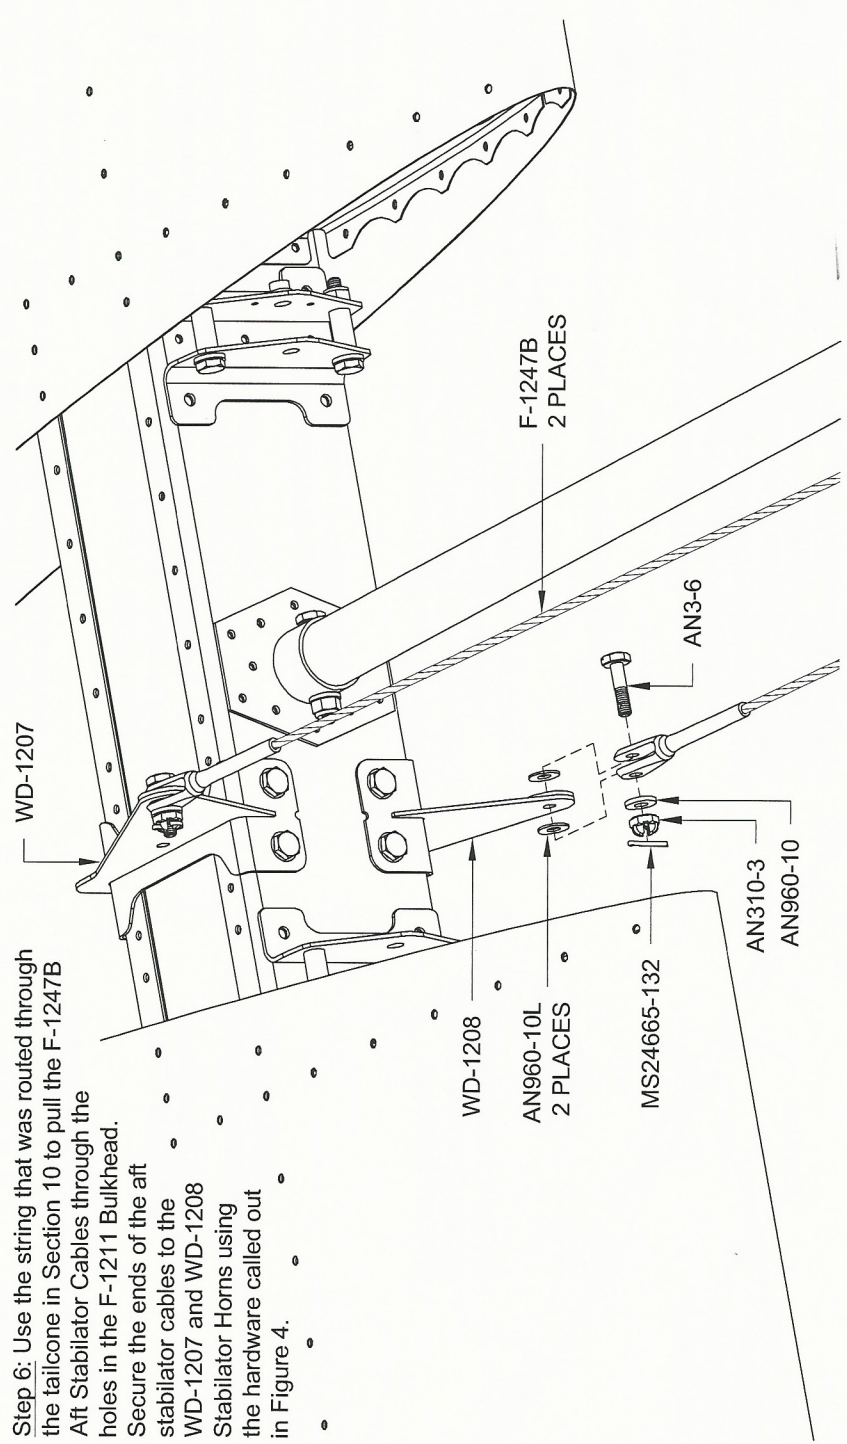 Step 6: Use the string that was routed through
the tailcone in Section 10 to pull the F-1247B
Aft Stabilator Cables through the
holes in the F-1211 Bulkhead.
Secure the ends of the aft
stabilator cables to the
WD-1207 and WD-1208
Stabilator Horns using
the hardware called out
in Figure 4.
WD-1207
F-1247B
2 PLACES
WD-1208
AN960-10L
2 PLACES
AN3-6
MS24665-132
AN310-3
AN960-10